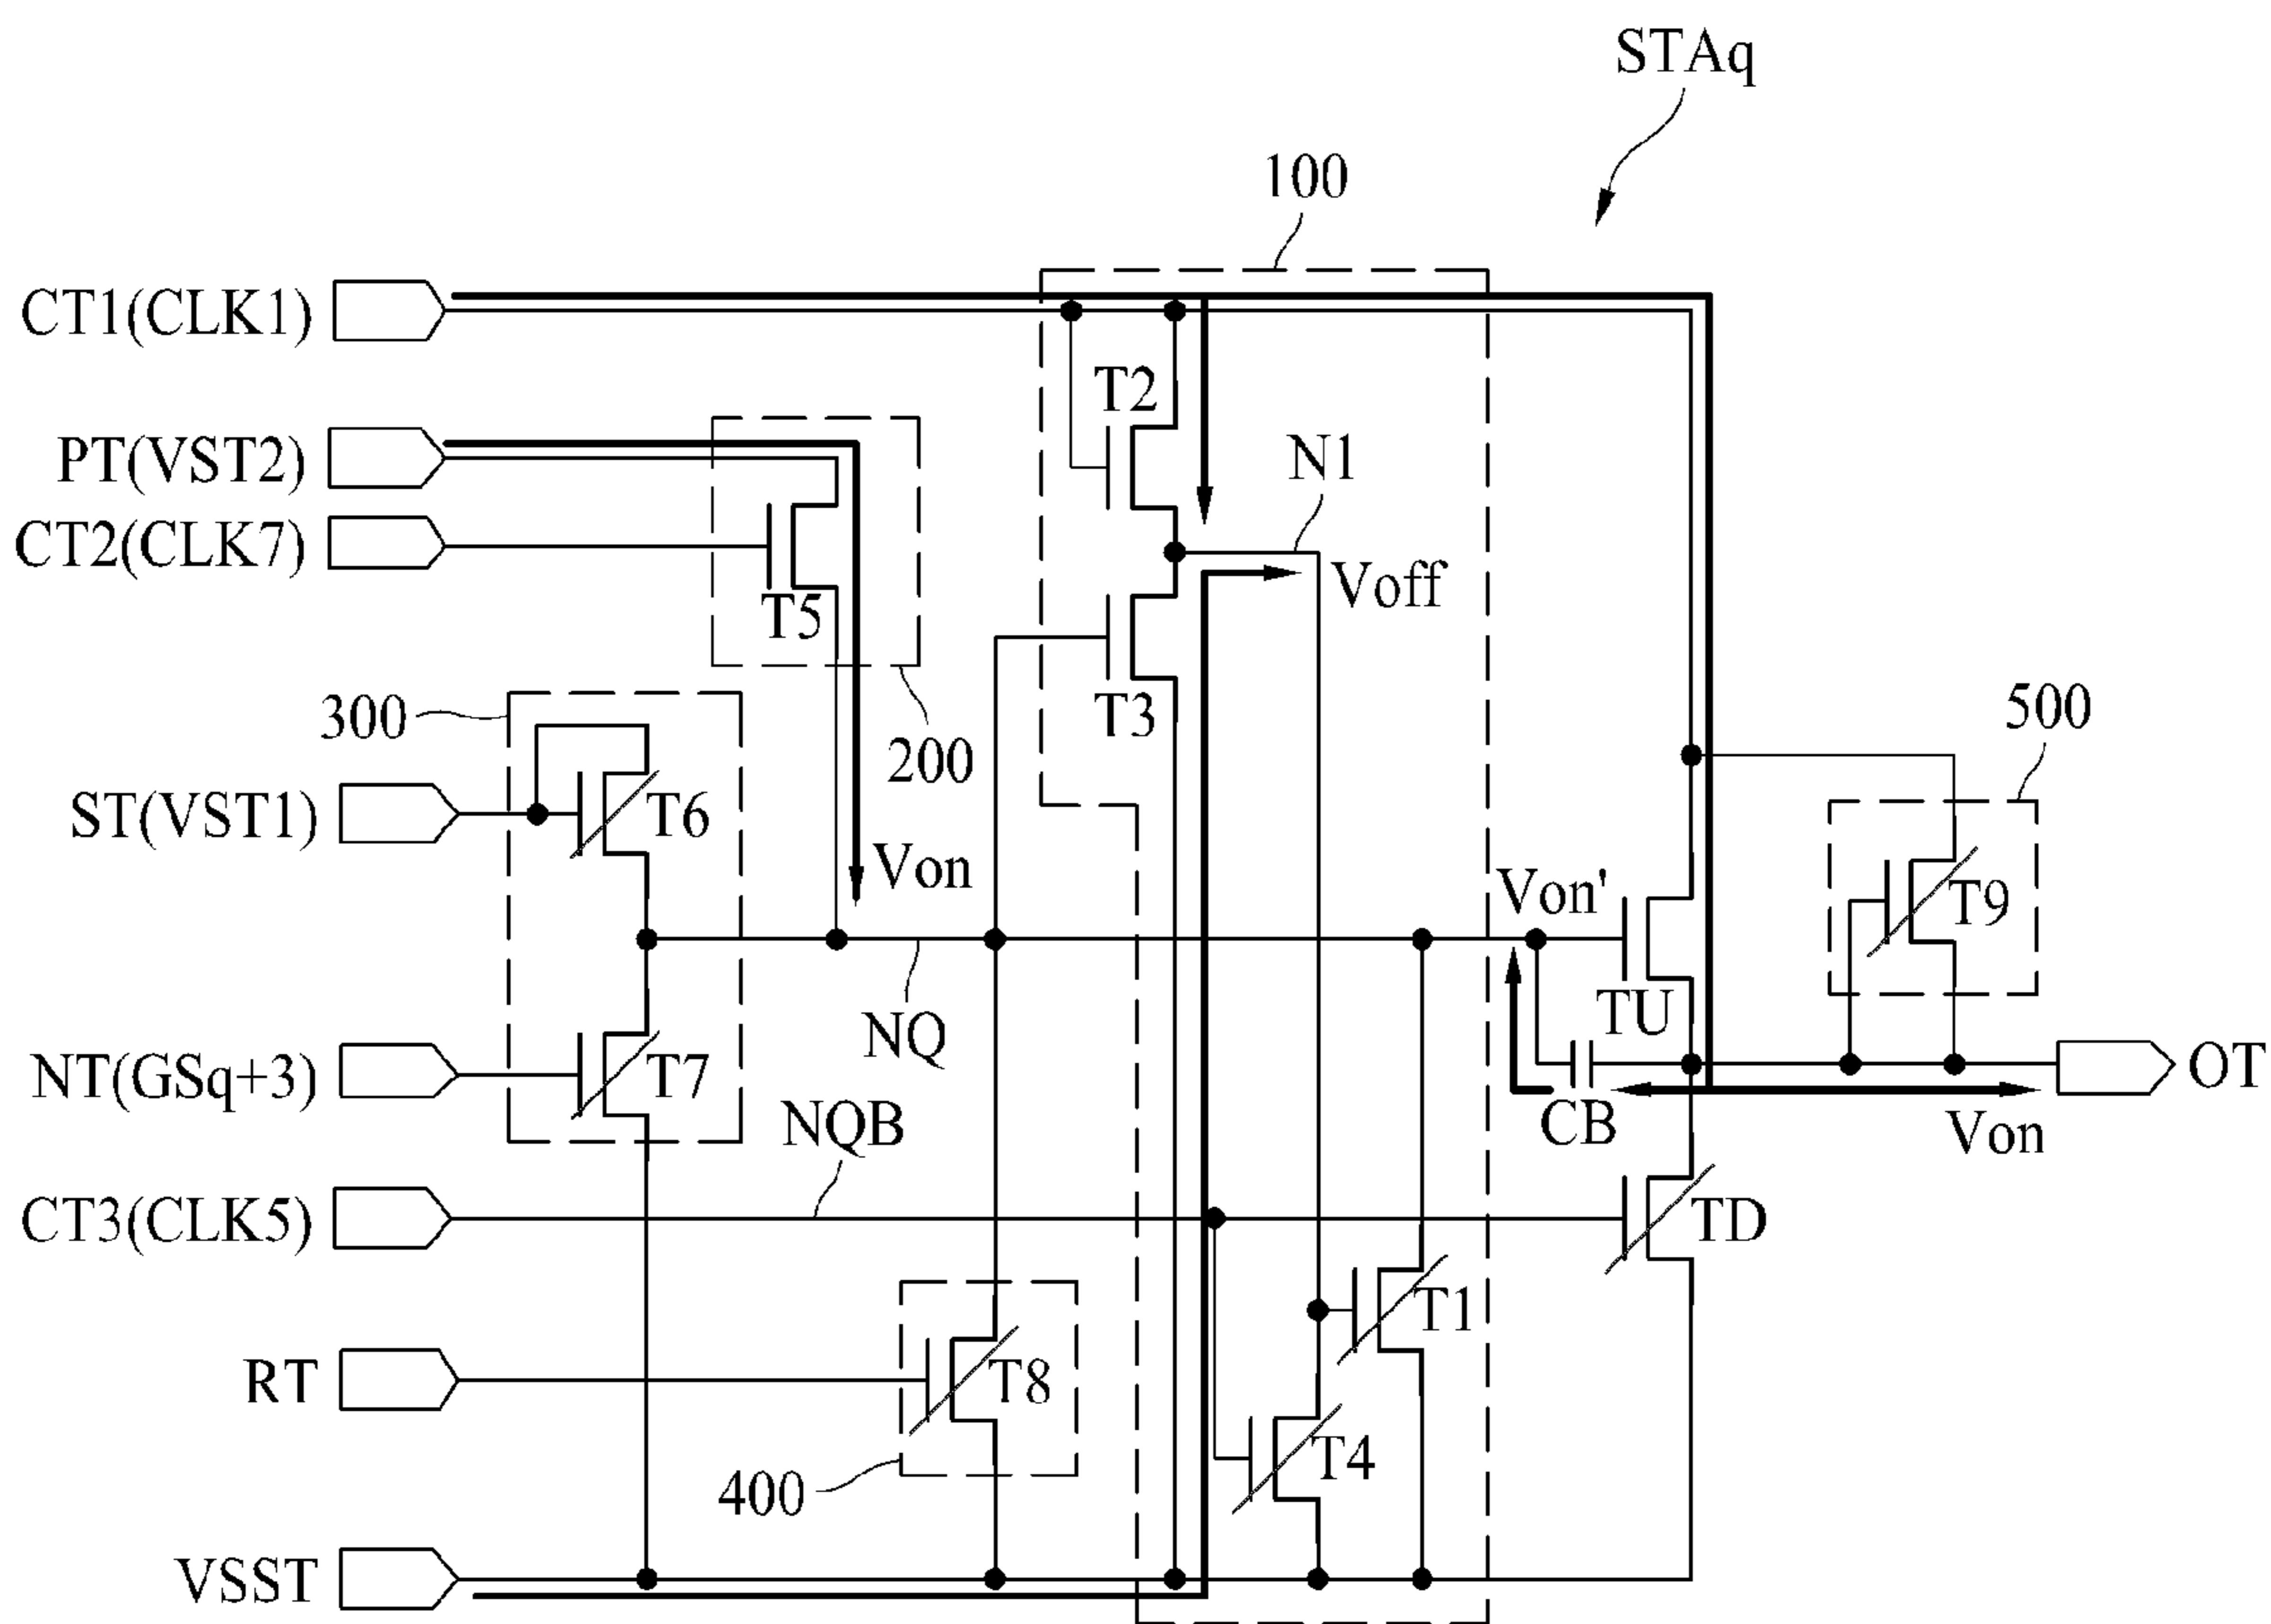 STAq
100
CT1(CLK1)
T2
PT(VST2)
N1
CT2(CLK7)
Voff
T5
T3
300
500
200
ST(VST1)
T6
Von
Von'
T9
TU
NQ
NT(GSq+3)
T7
OT
NQB
CB
Von
CT3(CLK5)
TD
T1
RT
T8
T4
400
VSST